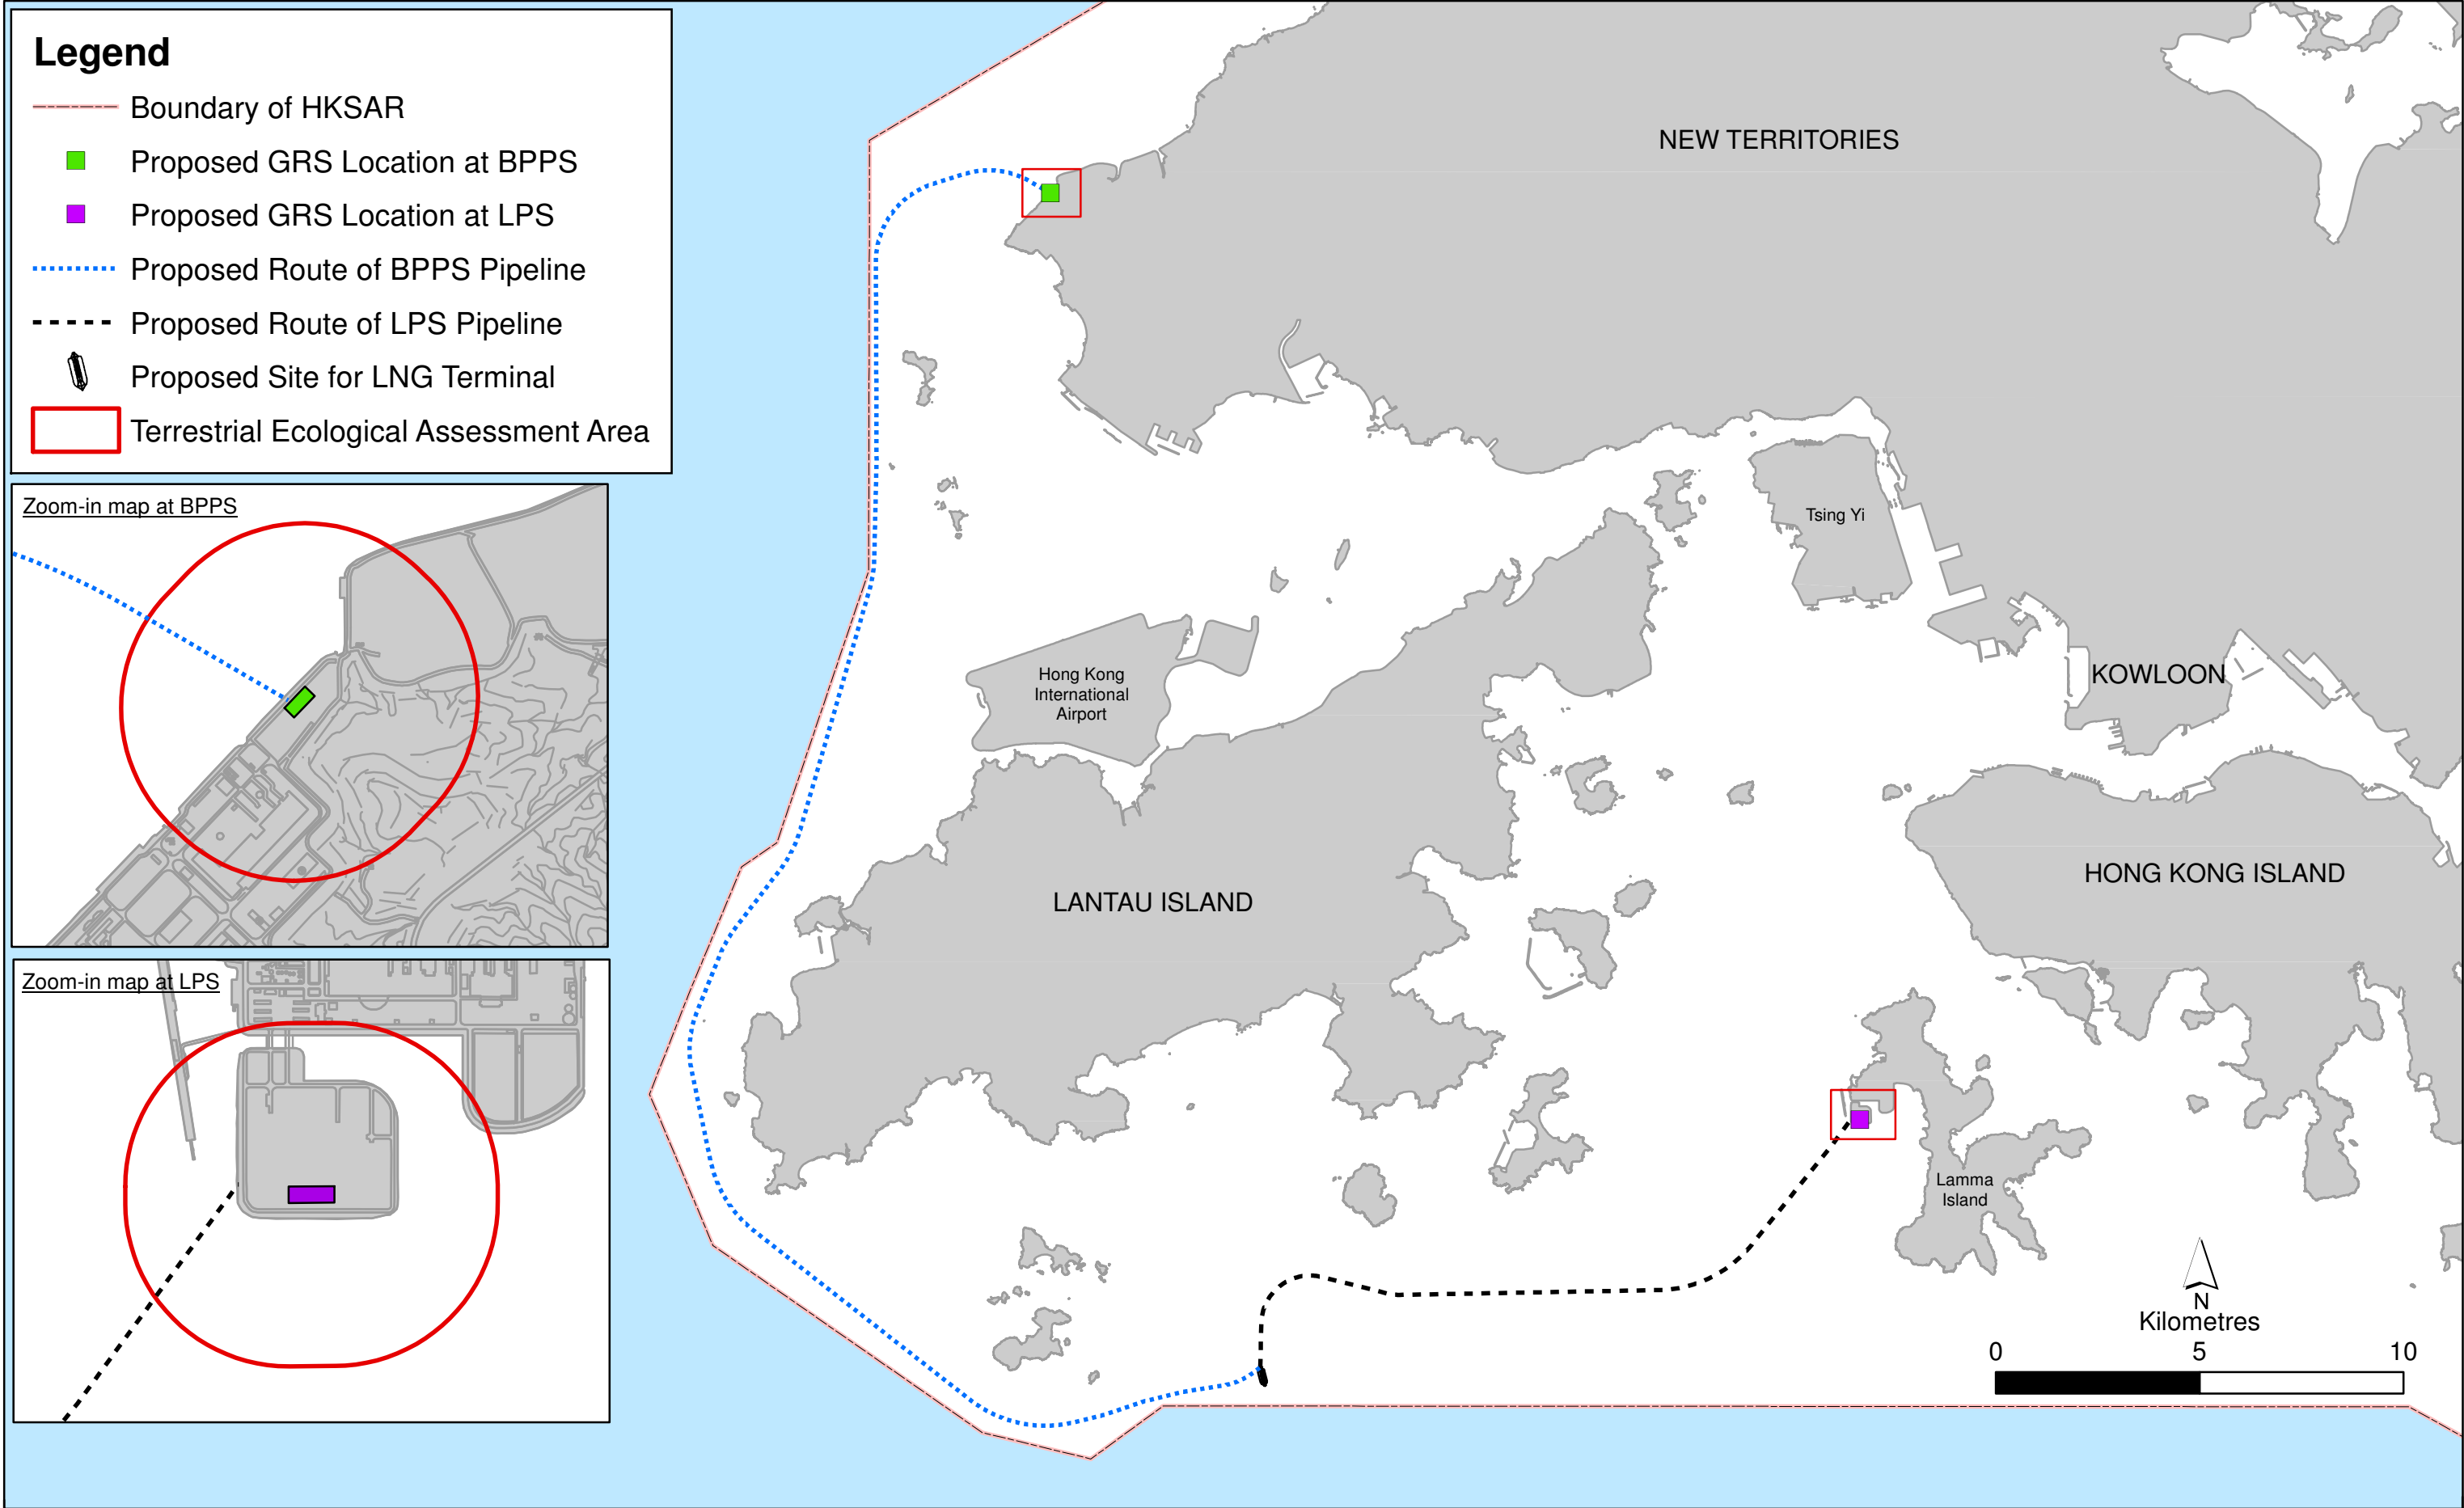 Legend
Boundary of HKSAR
Proposed GRS Location at BPPS
Proposed GRS Location at LPS
Proposed Route of BPPS Pipeline
Proposed Route of LPS Pipeline
Proposed Site for LNG Terminal
Terrestrial Ecological Assessment Area
Zoom-in map at BPPS
Zoom-in map at LPS
NEW TERRITORIES
Tsing Yi
Hong Kong
International
Airport
KOWLOON
LANTAU ISLAND
HONG KONG ISLAND
Lamma
Island
N
Kilometres
0 5 10